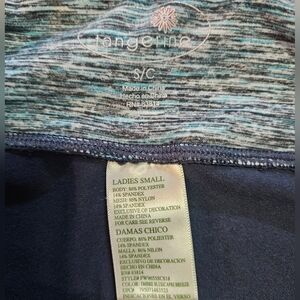 tangerine
S/C
Made in China
Hecho en China
LADIES SMALL
BODY: 86% POLYESTER
14% SPANDEX
MESH: 86% NYLON
14% SPANDEX
EXCLUSIVE OF DECORATION
MADE IN CHINA
FOR CARE SEE REVERSE
DAMAS CHICO
CUERPO: 86% POLIESTER
14% SPANDEX
MALLA: 86% NILON
14% SPANDEX
EXCLUSIVO DE DECORACION
HECHO EN CHINA